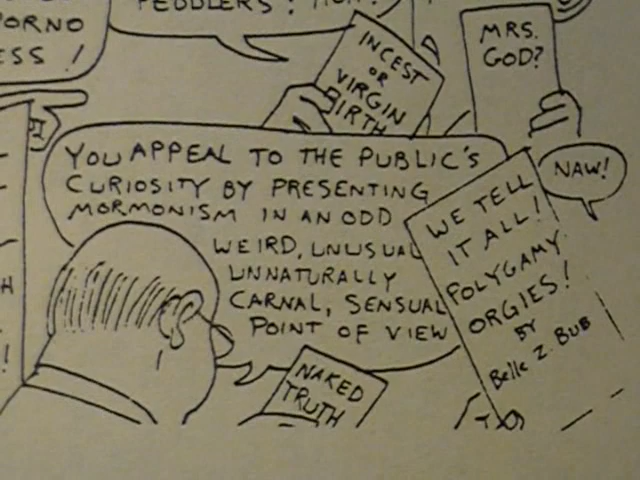 PORNO
ESS!
PEDDLERS!
INCEST
OR
VIRGIN
BIRTH
MRS.
GOD?
YOU APPEAL TO THE PUBLIC'S
CURIOSITY BY PRESENTING
MORMONISM IN AN ODD
WEIRD, UNUSUAL
UNNATURALLY
CARNAL, SENSUAL
POINT OF VIEW
NAW!
WE TELL
IT ALL!
POLYGAMY
ORGIES!
BY
Belle Z. BUB
NAKED
TRUTH
H
!